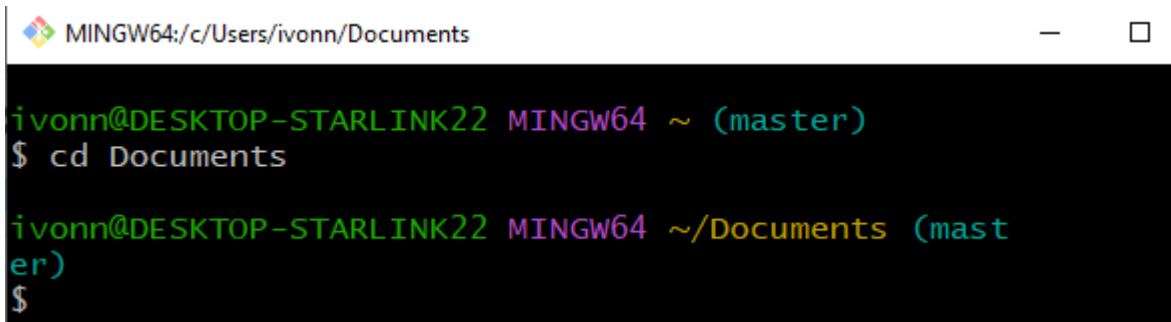 MINGW64:/c/Users/ivonn/Documents
ivonn@DESKTOP-STARLINK22 MINGW64 ~ (master)
$ cd Documents
ivonn@DESKTOP-STARLINK22 MINGW64 ~/Documents (mast
er)
$